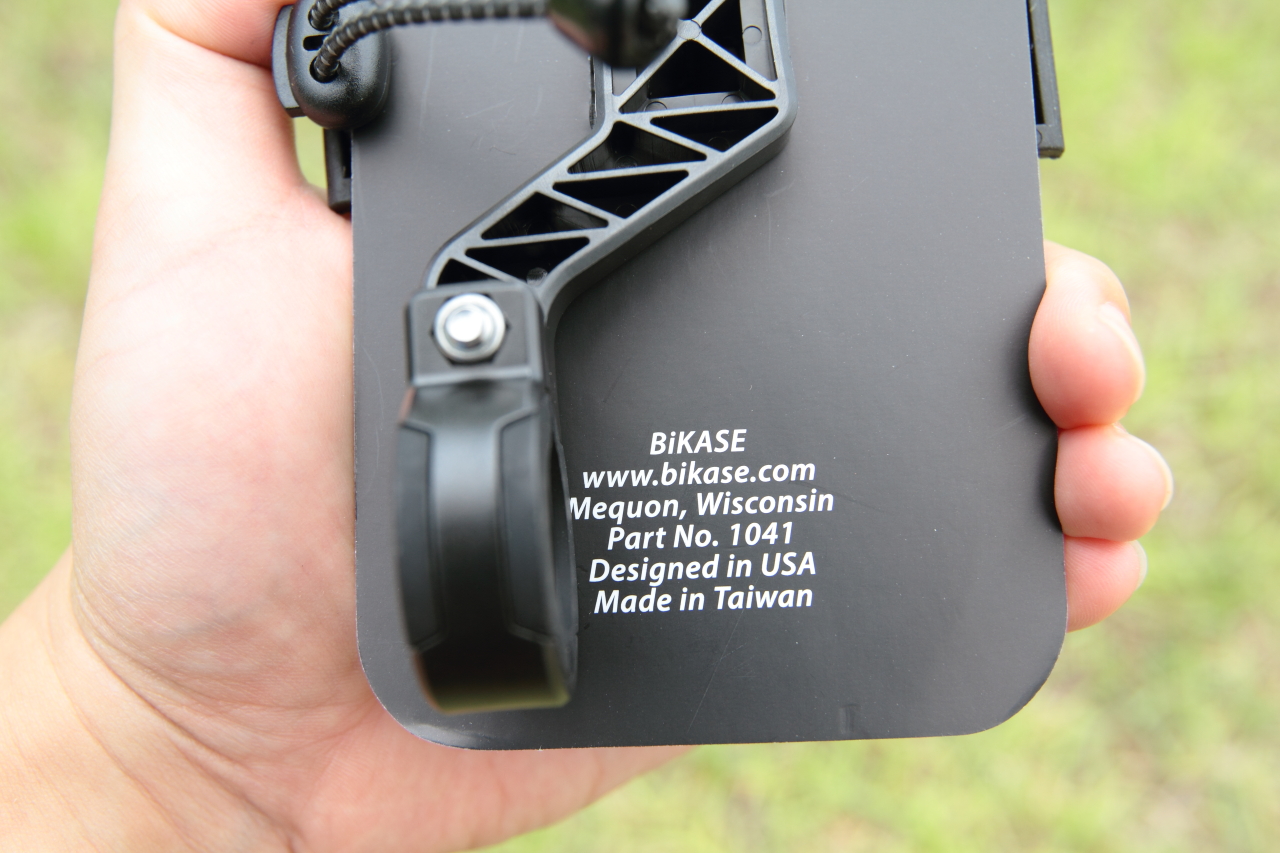 BiKASE
www.bikase.com
Mequon, Wisconsin
Part No. 1041
Designed in USA
Made in Taiwan